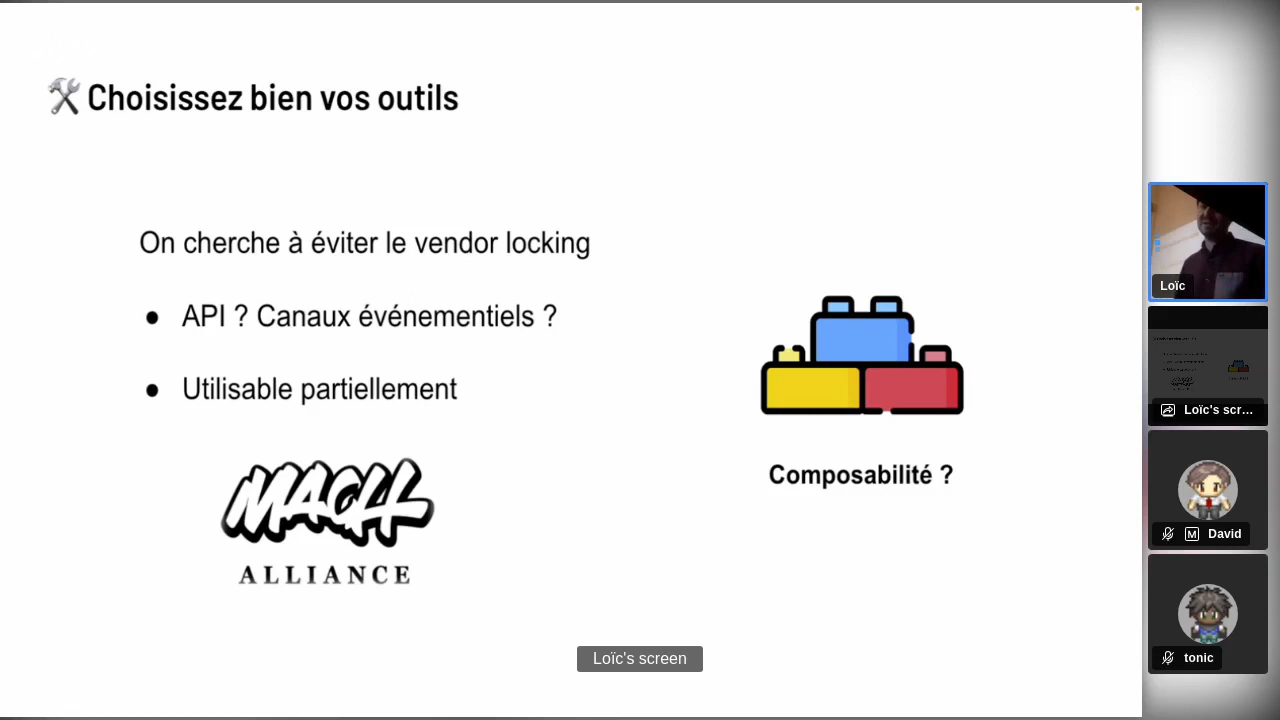 Choisissez bien vos outils
On cherche à éviter le vendor locking
● API ? Canaux événementiels ?
● Utilisable partiellement
MACH
ALLIANCE
Composabilité ?
Loïc's screen
Loïc
Loïc's scr...
M David
tonic